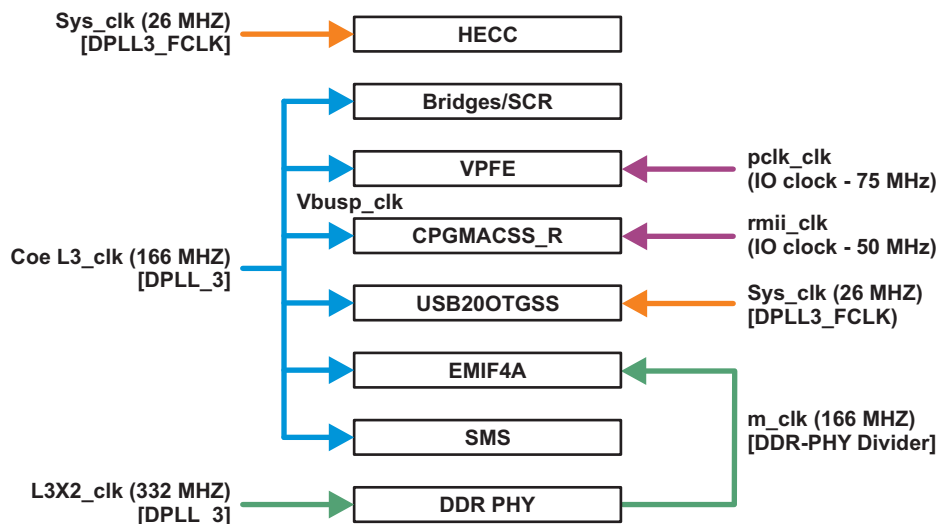 Sys_clk (26 MHZ)
[DPLL3_FCLK]
HECC
Bridges/SCR
VPFE
pclk_clk
(IO clock - 75 MHz)
Vbusp_clk
CPGMACSS_R
rmii_clk
(IO clock - 50 MHz)
Coe L3_clk (166 MHZ)
[DPLL_3]
USB20OTGSS
Sys_clk (26 MHZ)
[DPLL3_FCLK)
EMIF4A
m_clk (166 MHZ)
[DDR-PHY Divider]
SMS
L3X2_clk (332 MHZ)
[DPLL_3]
DDR PHY